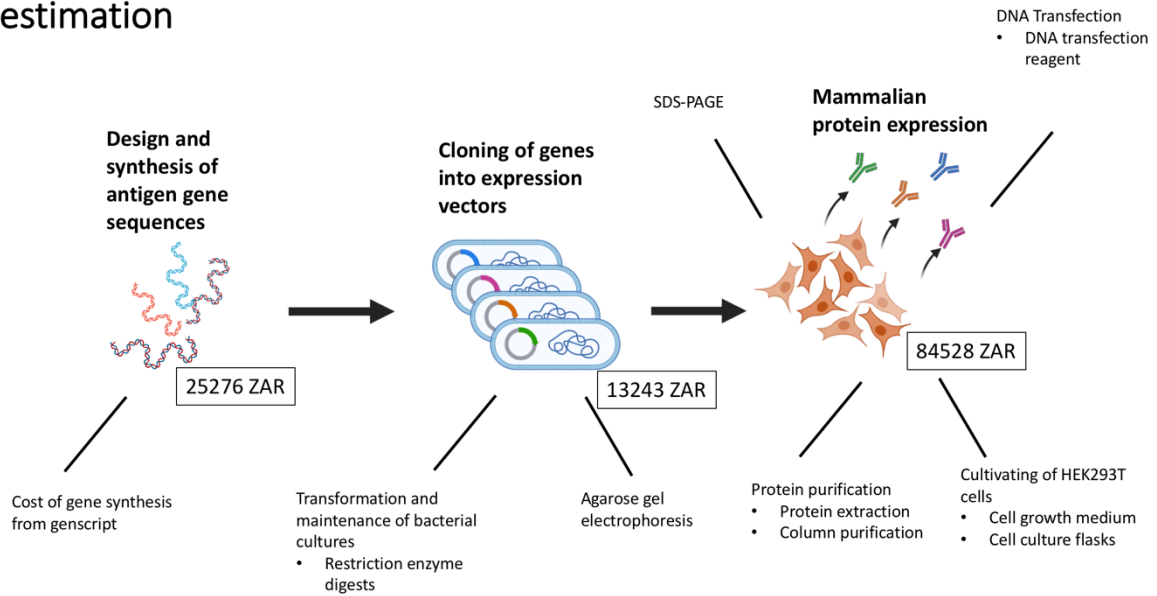 estimation
DNA Transfection
• DNA transfection
reagent
SDS-PAGE
Mammalian
protein expression
Design and
synthesis of
antigen gene
sequences
Cloning of genes
into expression
vectors
25276 ZAR
13243 ZAR
84528 ZAR
Cost of gene synthesis
from genscript
Transformation and
maintenance of bacterial
cultures
• Restriction enzyme
digests
Agarose gel
electrophoresis
Protein purification
• Protein extraction
• Column purification
Cultivating of HEK293T
cells
• Cell growth medium
• Cell culture flasks